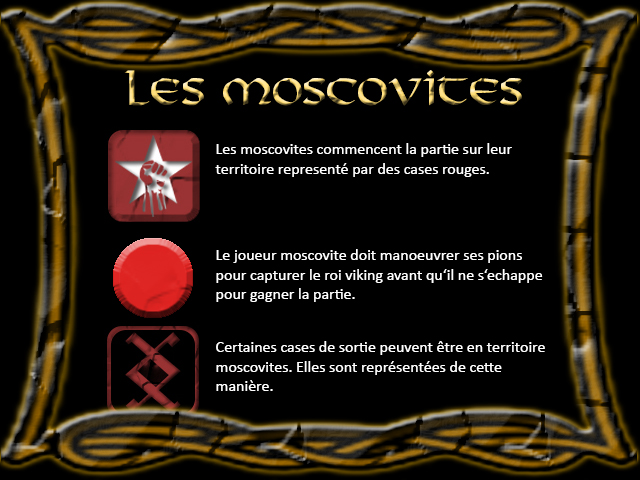 Les moscovites
Les moscovites commencent la partie sur leur
territoire representé par des cases rouges.
Le joueur moscovite doit manoeuvrer ses pions
pour capturer le roi viking avant qu‘il ne s‘echappe
pour gagner la partie.
Certaines cases de sortie peuvent être en territoire
moscovites. Elles sont représentées de cette
manière.